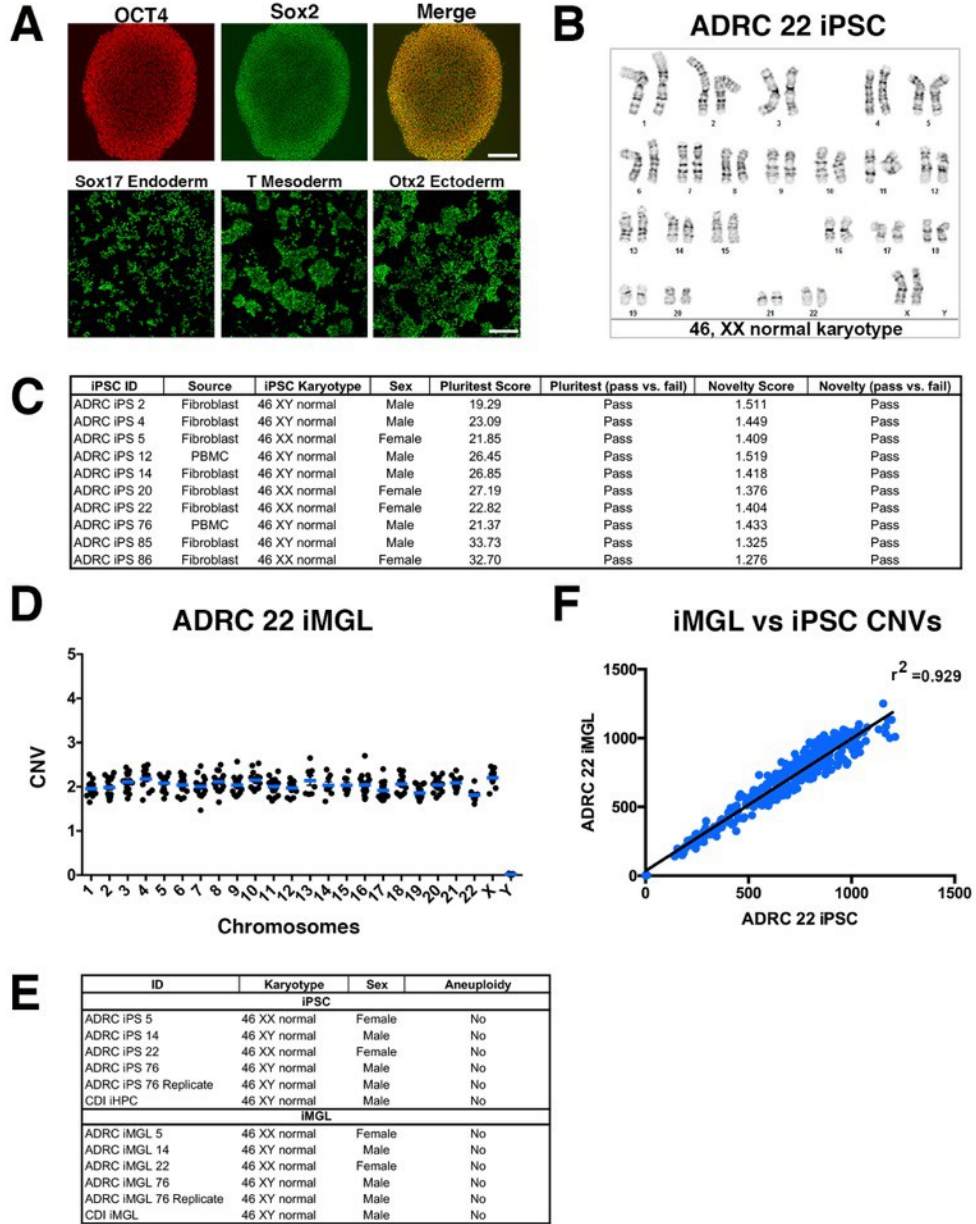 A
OCT4 Sox2 Merge
Sox17 Endoderm T Mesoderm Otx2 Ectoderm
B
ADRC 22 iPSC
1 2 3 4 5
6 7 8 9 10 11 12
13 14 15 16 17 18
19 20 21 22 X Y
46, XX normal karyotype
C
iPSC ID Source iPSC Karyotype Sex Pluritest Score Pluritest (pass vs. fail) Novelty Score Novelty (pass vs. fail)
ADRC iPS 2 Fibroblast 46 XY normal Male 19.29 Pass 1.511 Pass
ADRC iPS 4 Fibroblast 46 XY normal Male 23.09 Pass 1.449 Pass
ADRC iPS 5 Fibroblast 46 XX normal Female 21.85 Pass 1.409 Pass
ADRC iPS 12 PBMC 46 XY normal Male 26.45 Pass 1.519 Pass
ADRC iPS 14 Fibroblast 46 XY normal Male 26.85 Pass 1.418 Pass
ADRC iPS 20 Fibroblast 46 XX normal Female 27.19 Pass 1.376 Pass
ADRC iPS 22 Fibroblast 46 XX normal Female 22.82 Pass 1.404 Pass
ADRC iPS 76 PBMC 46 XY normal Male 21.37 Pass 1.433 Pass
ADRC iPS 85 Fibroblast 46 XY normal Male 33.73 Pass 1.325 Pass
ADRC iPS 86 Fibroblast 46 XX normal Female 32.70 Pass 1.276 Pass
D
ADRC 22 iMGL
CNV
5
4
3
2
1
0
1 2 3 4 5 6 7 8 9 10 11 12 13 14 15 16 17 18 19 20 21 22 X Y
Chromosomes
F
iMGL vs iPSC CNVs
r2 =0.929
ADRC 22 iMGL
1500
1000
500
0
0 500 1000 1500
ADRC 22 iPSC
E
ID Karyotype Sex Aneuploidy
iPSC
ADRC iPS 5 46 XX normal Female No
ADRC iPS 14 46 XY normal Male No
ADRC iPS 22 46 XX normal Female No
ADRC iPS 76 46 XY normal Male No
ADRC iPS 76 Replicate 46 XY normal Male No
CDI iHPC 46 XY normal Male No
iMGL
ADRC iMGL 5 46 XX normal Female No
ADRC iMGL 14 46 XY normal Male No
ADRC iMGL 22 46 XX normal Female No
ADRC iMGL 76 46 XY normal Male No
ADRC iMGL 76 Replicate 46 XY normal Male No
CDI iMGL 46 XY normal Male No